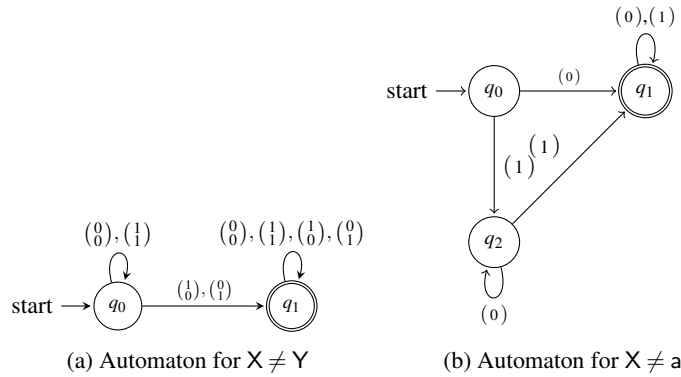 (0),(1)
start q₀ (0) q₁
(1) (1)
q₂
(0)
(0 0),(1 1) (0 0),(1 1),(1 0),(0 1)
start q₀ (1 0),(0 1) q₁
(a) Automaton for X ≠ Y (b) Automaton for X ≠ a